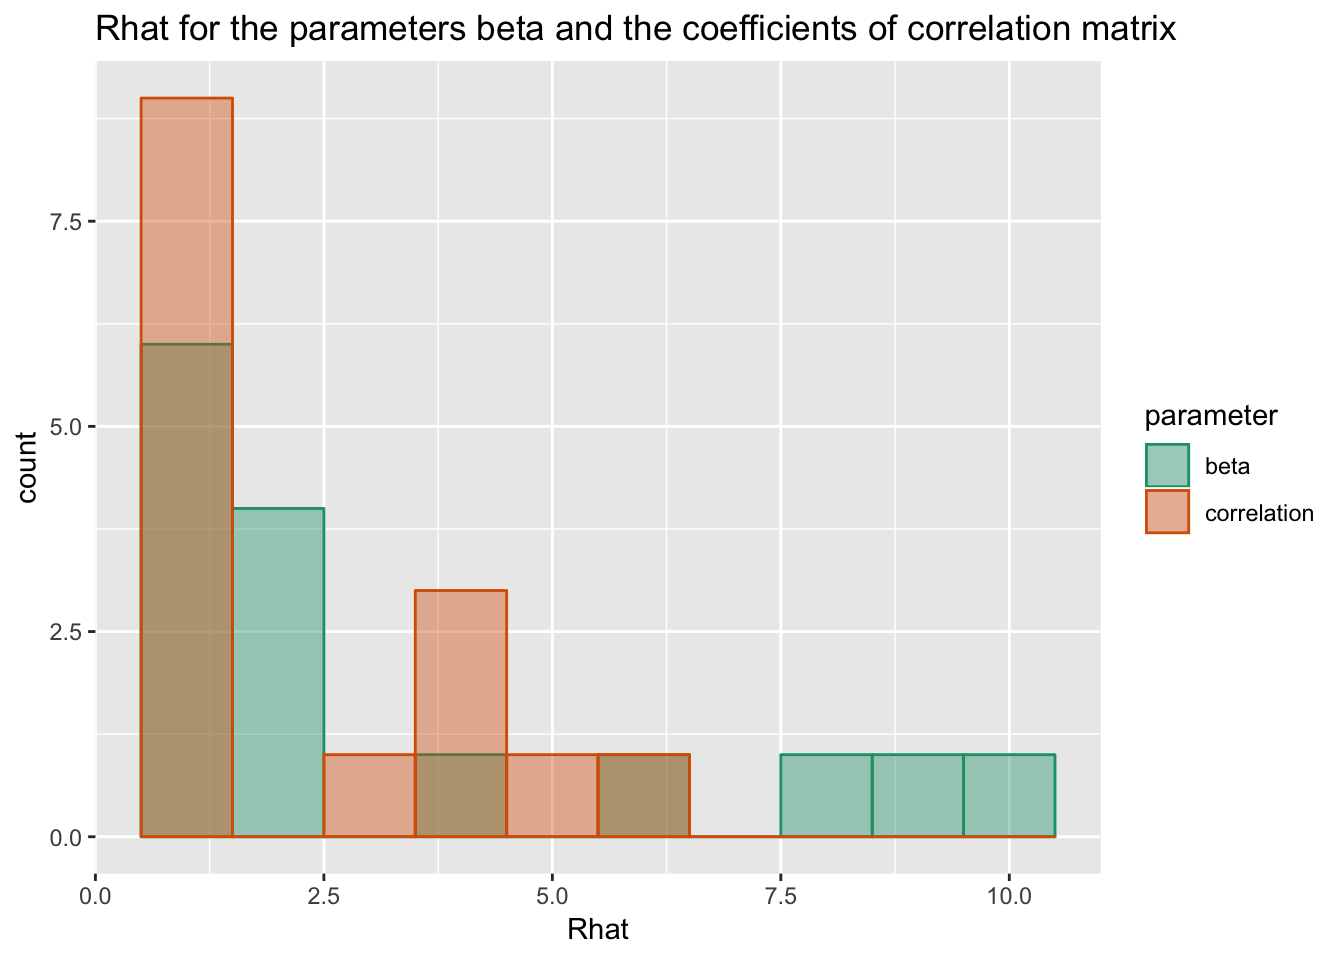 Rhat for the parameters beta and the coefficients of correlation matrix
7.5
5.0
2.5
0.0
count
0.0 2.5 5.0 7.5 10.0
Rhat
parameter
beta
correlation